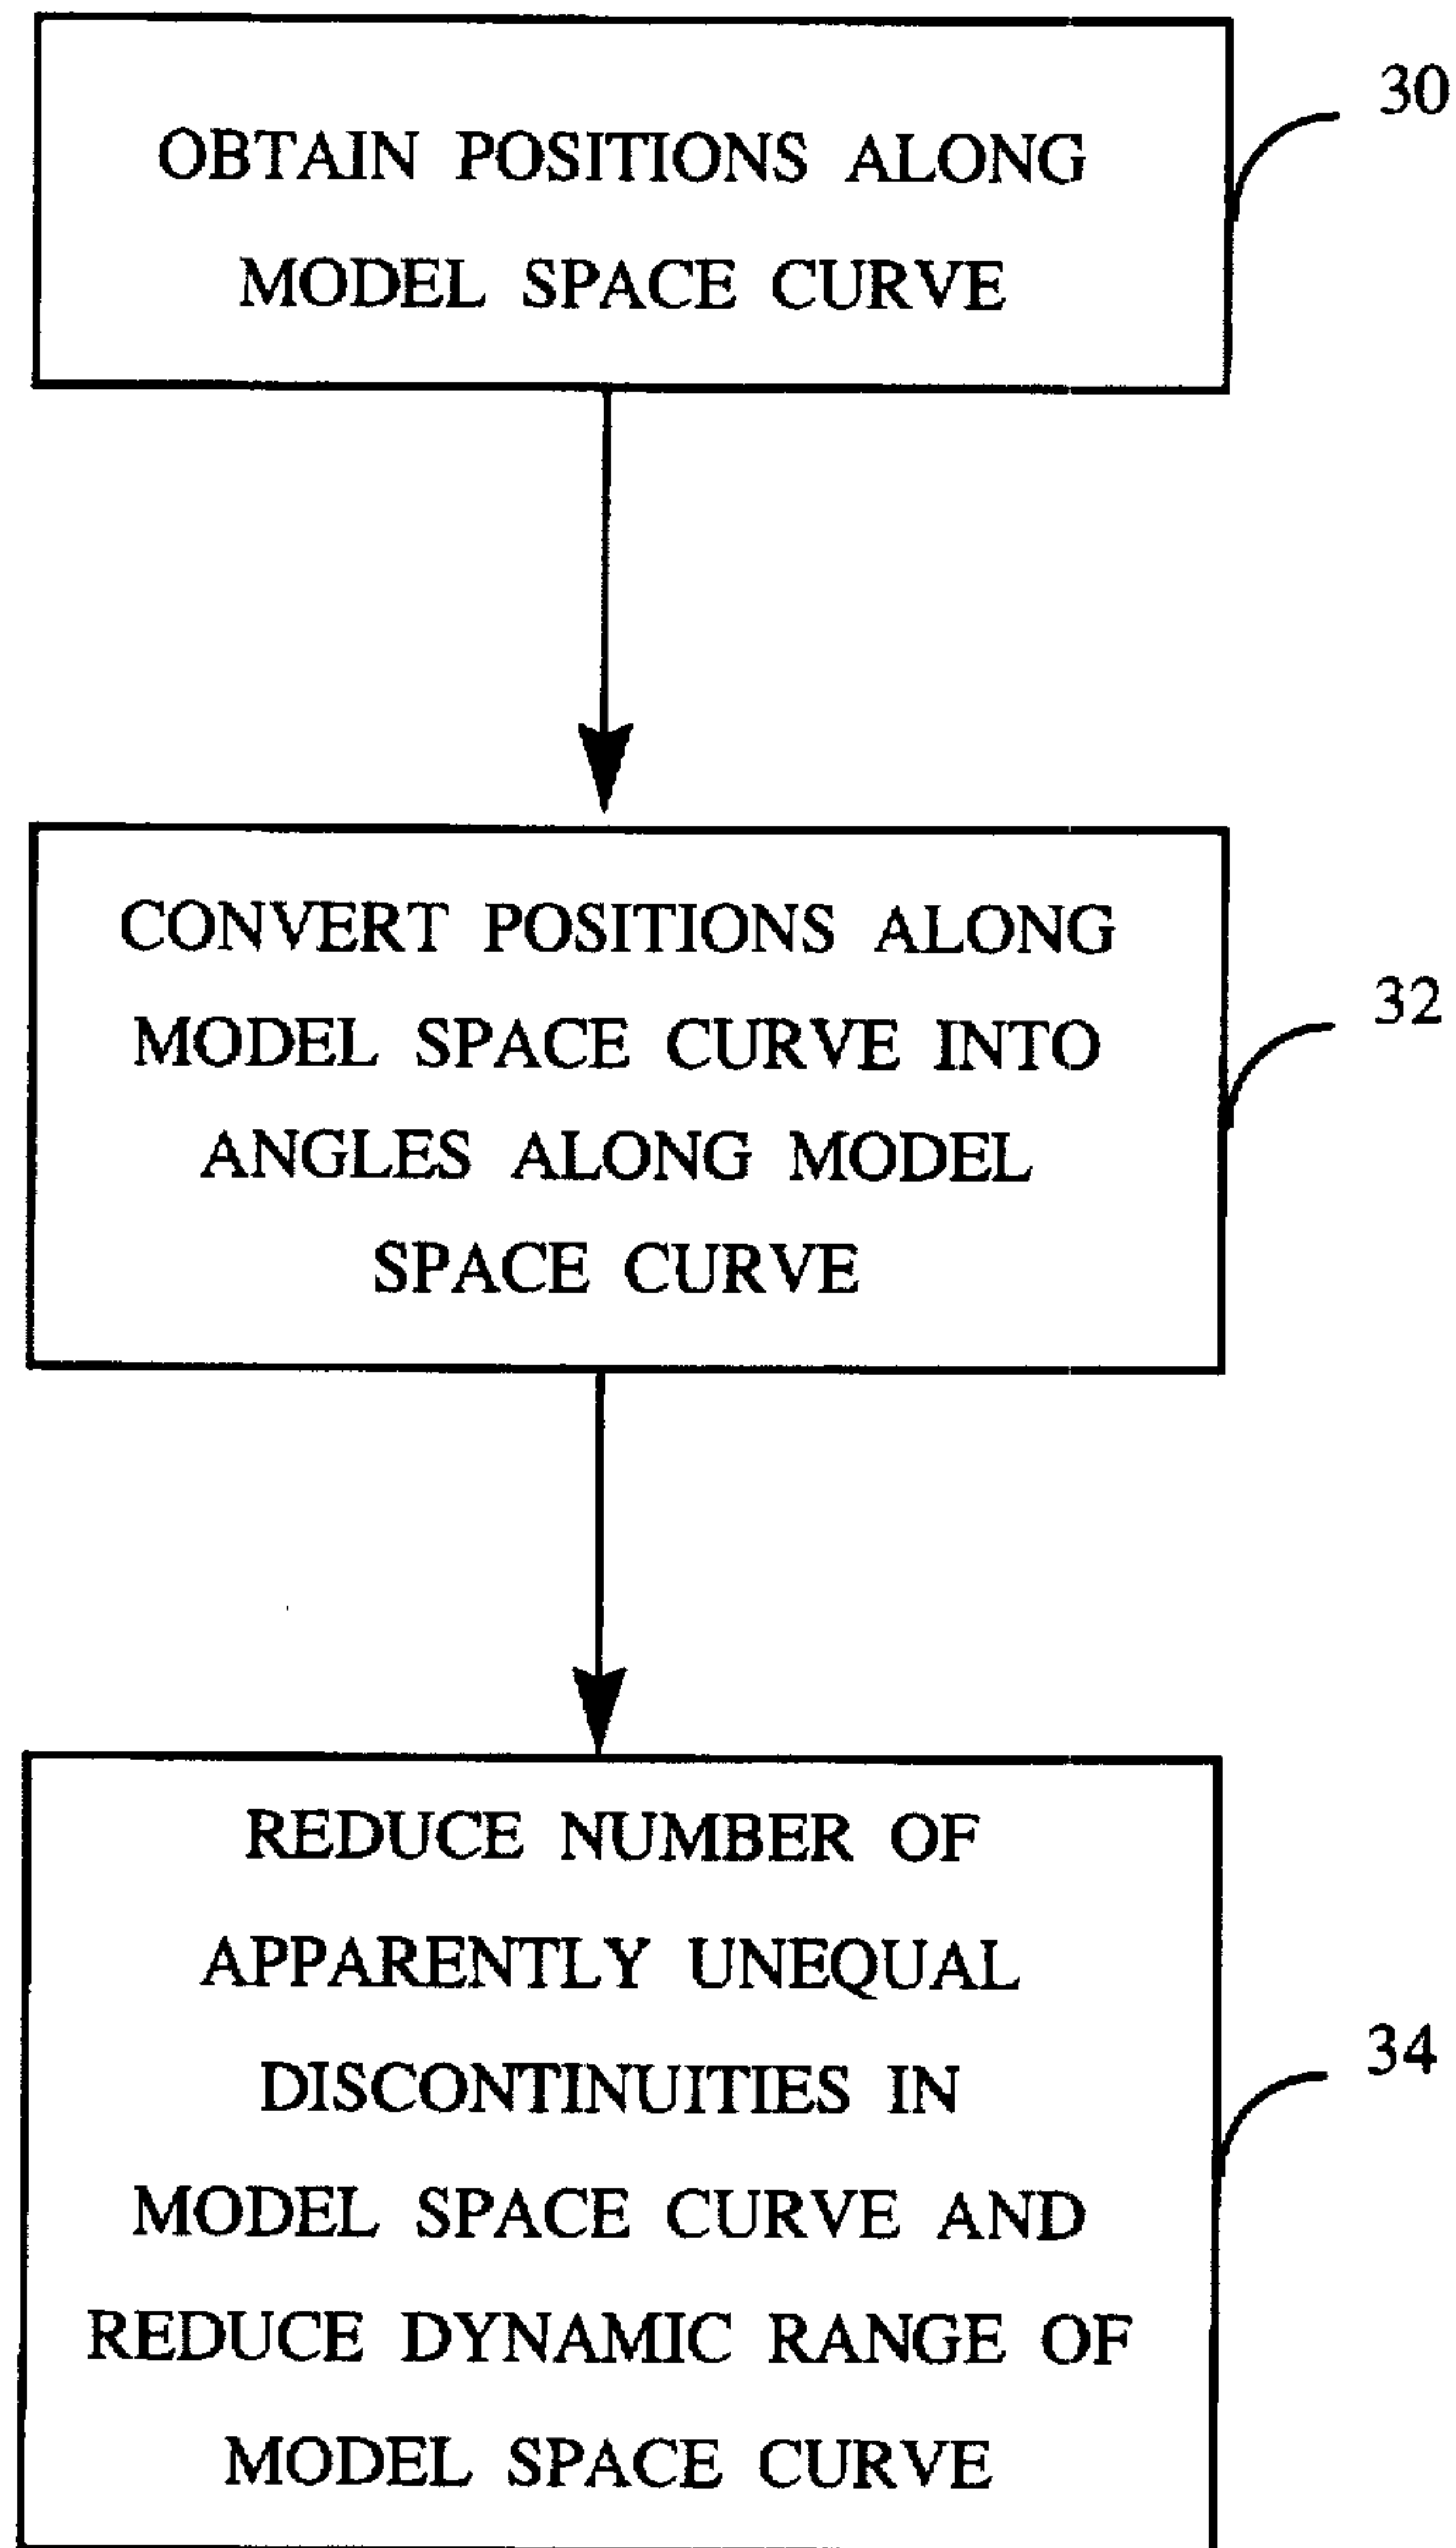 OBTAIN POSITIONS ALONG
MODEL SPACE CURVE
30
CONVERT POSITIONS ALONG
MODEL SPACE CURVE INTO
ANGLES ALONG MODEL
SPACE CURVE
32
REDUCE NUMBER OF
APPARENTLY UNEQUAL
DISCONTINUITIES IN
MODEL SPACE CURVE AND
REDUCE DYNAMIC RANGE OF
MODEL SPACE CURVE
34